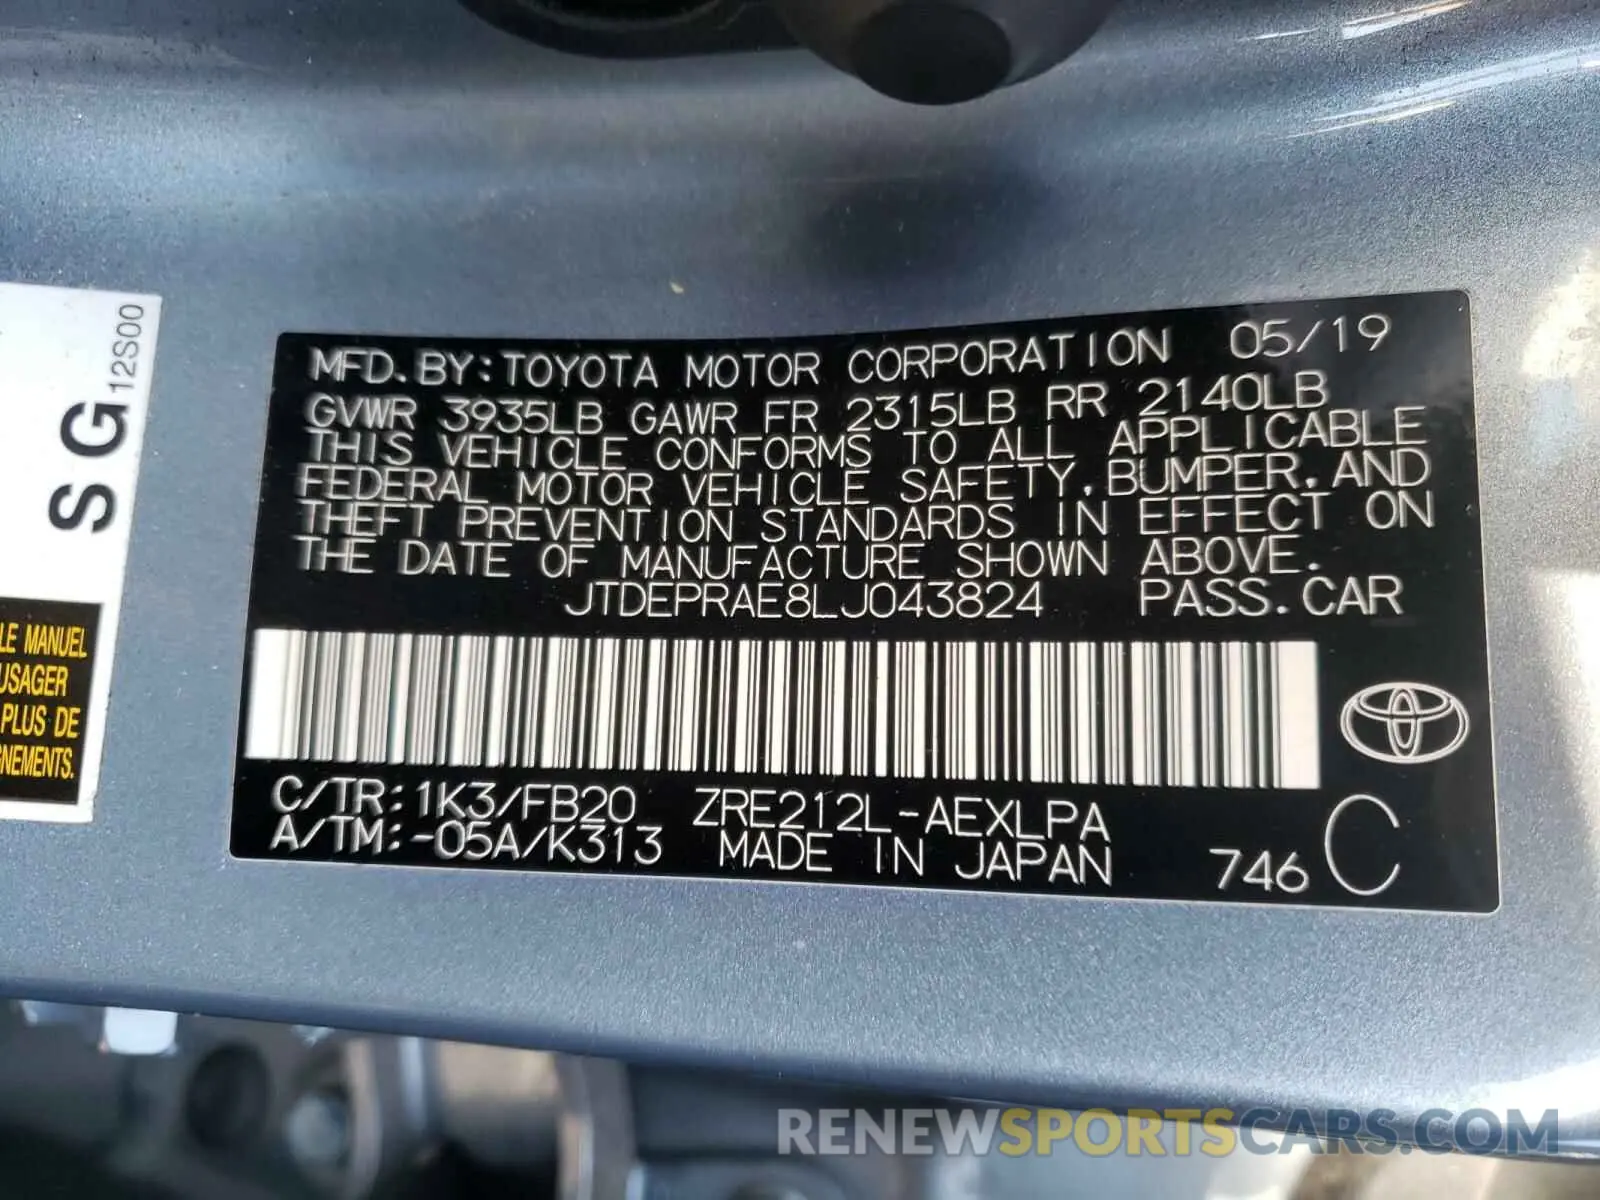 MFD.BY:TOYOTA MOTOR CORPORATION 05/19
GVWR 3935LB GAWR FR 2315LB RR 2140LB
THIS VEHICLE CONFORMS TO ALL APPLICABLE
FEDERAL MOTOR VEHICLE SAFETY, BUMPER, AND
THEFT PREVENTION STANDARDS IN EFFECT ON
THE DATE OF MANUFACTURE SHOWN ABOVE.
JTDEPRAE8LJ043824 PASS.CAR
C/TR:1K3/FB20 ZRE212L-AEXLPA
A/TM:-05A/K313 MADE IN JAPAN 746 C
SG 12S00
LE MANUEL
USAGER
PLUS DE
GNEMENTS.
RENEWSPORTSCARS.COM